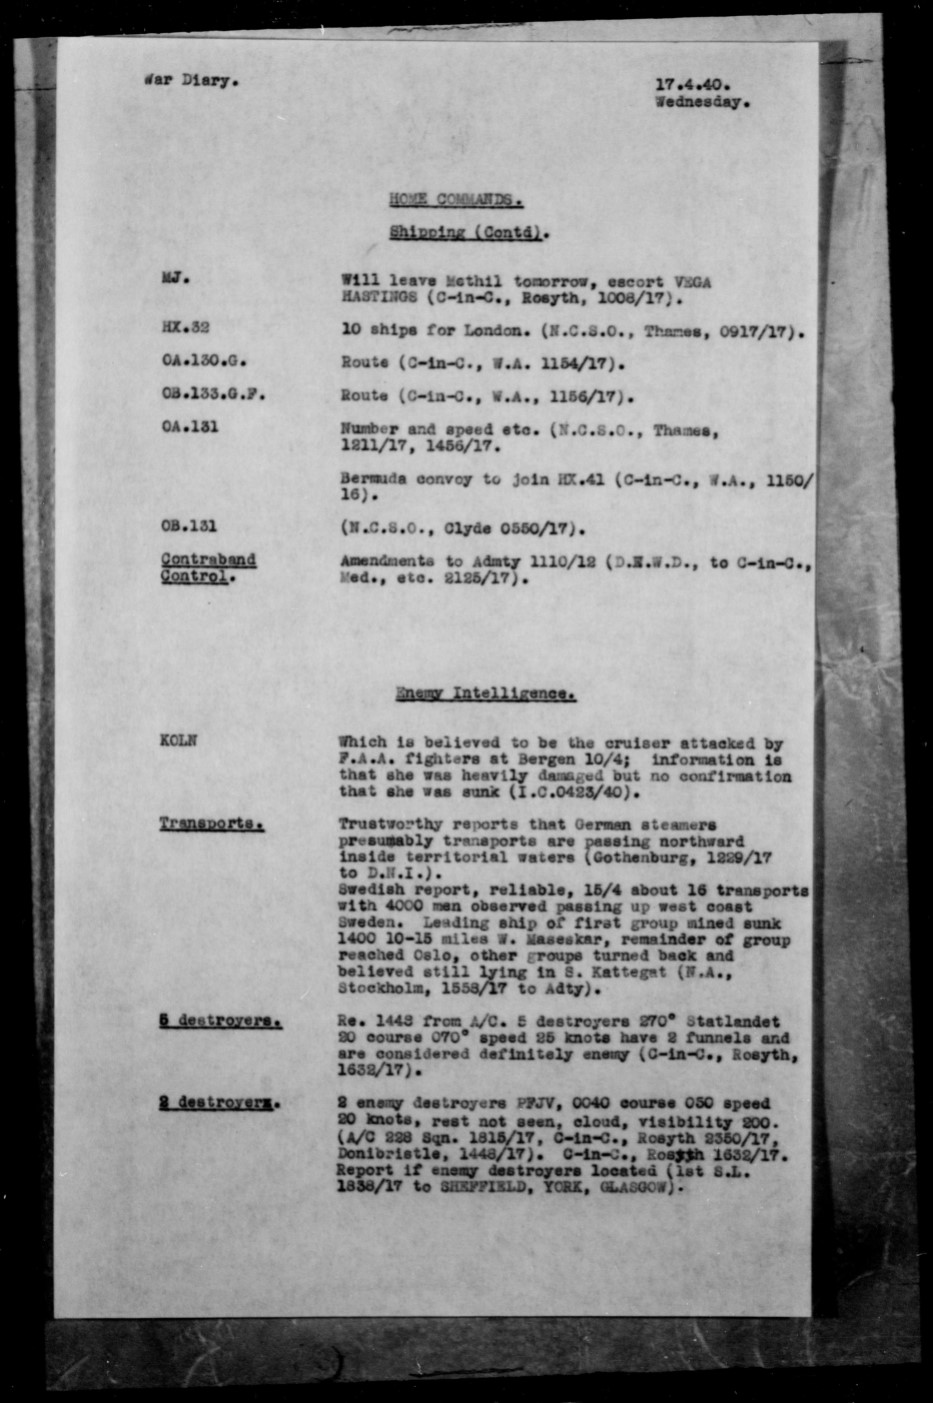 War Diary.
17.4.40.
Wednesday.
HOME COMMANDS.
Shipping (Contd).
MJ.
Will leave Methil tomorrow, escort VEGA
HASTINGS (C-in-C., Rosyth, 1008/17).
HX.32
10 ships for London. (N.C.S.O., Thames, 0917/17).
OA.130.G.
Route (C-in-C., W.A. 1154/17).
OB.133.G.F.
Route (C-in-C., W.A., 1156/17).
OA.131
Number and speed etc. (N.C.S.O., Thames,
1211/17, 1456/17.
Bermuda convoy to join HX.41 (C-in-C., W.A., 1150/
16).
OB.131
(N.C.S.O., Clyde 0550/17).
Contraband
Control.
Amendments to Admty 1110/12 (D.E.W.D., to C-in-C.,
Med., etc. 2125/17).
Enemy Intelligence.
KOLN
Which is believed to be the cruiser attacked by
F.A.A. fighters at Bergen 10/4; information is
that she was heavily damaged but no confirmation
that she was sunk (I.C.0423/40).
Transports.
Trustworthy reports that German steamers
presumably transports are passing northward
inside territorial waters (Gothenburg, 1229/17
to D.N.I.).
Swedish report, reliable, 15/4 about 16 transports
with 4000 men observed passing up west coast
Sweden. Leading ship of first group mined sunk
1400 10-15 miles W. Maseskar, remainder of group
reached Oslo, other groups turned back and
believed still lying in S. Kattegat (N.A.,
Stockholm, 1558/17 to Adty).
5 destroyers.
Re. 1448 from A/C. 5 destroyers 270° Statlandet
20 course 070° speed 25 knots have 2 funnels and
are considered definitely enemy (C-in-C., Rosyth,
1632/17).
2 destroyers.
2 enemy destroyers PFJV, 0040 course 050 speed
20 knots, rest not seen, cloud, visibility 200.
(A/C 228 Sqn. 1815/17, C-in-C., Rosyth 2350/17,
Donibristle, 1448/17). C-in-C., Rosyth 1632/17.
Report if enemy destroyers located (1st S.L.
1838/17 to SHEFFIELD, YORK, GLASGOW).